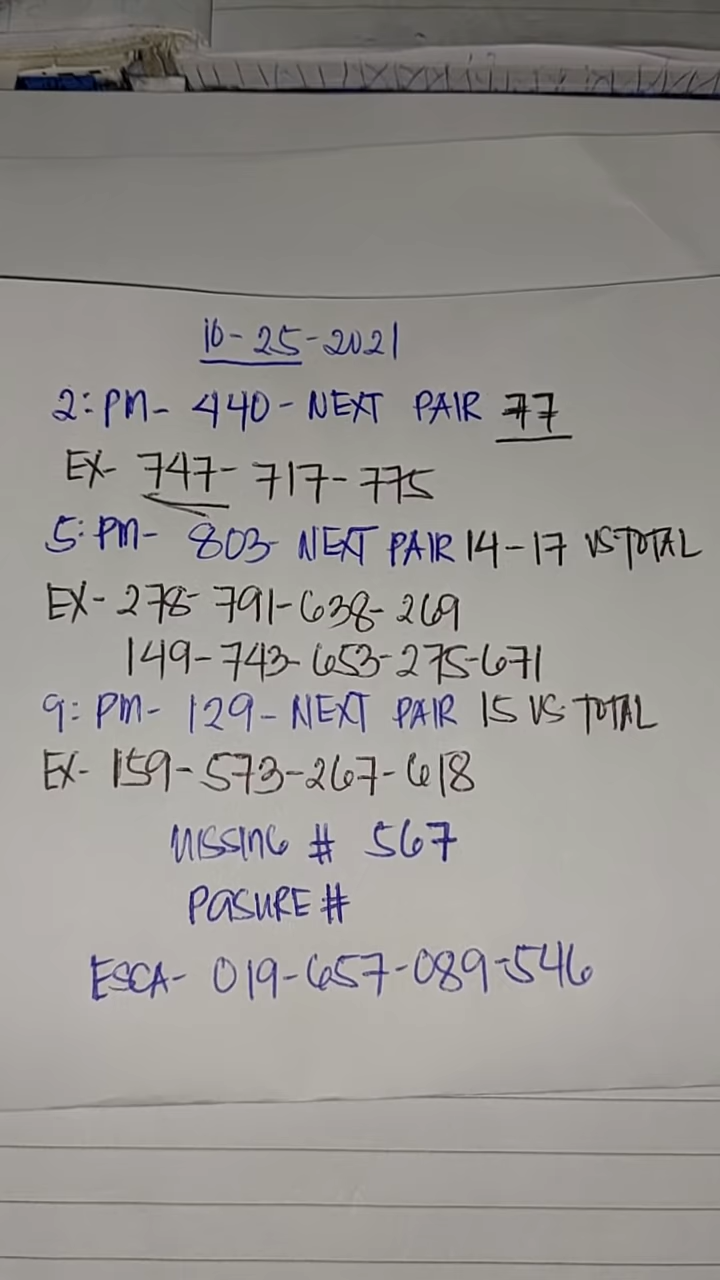 10-25-2021
2:PM- 440- NEXT PAIR 77
EX- 747- 717- 775
5:PM- 803- NEXT PAIR 14-17 VS TOTAL
EX- 278- 791- 638- 269
149- 743- 653- 275- 671
9:PM- 129- NEXT PAIR 15 VS TOTAL
EX- 159- 573- 267- 618
MISSING # 567
PASURE #
ESCA- 019-657-089-546